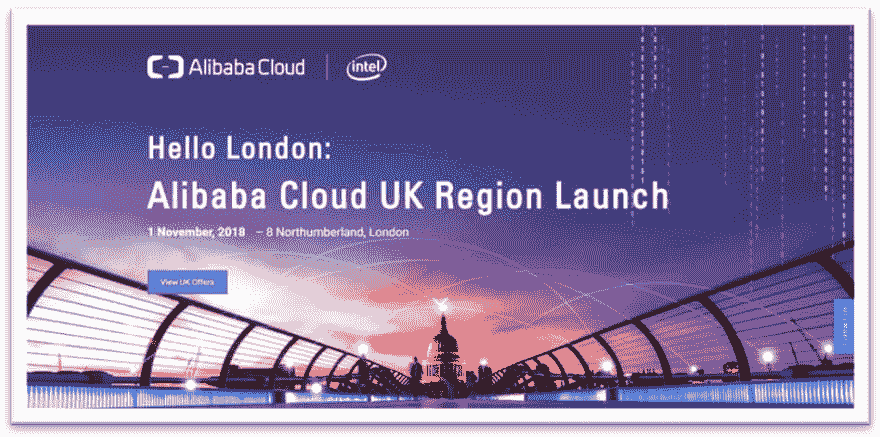 Alibaba Cloud | intel
Hello London:
Alibaba Cloud UK Region Launch
1 November, 2018 – 8 Northumberland, London
View UK Offers